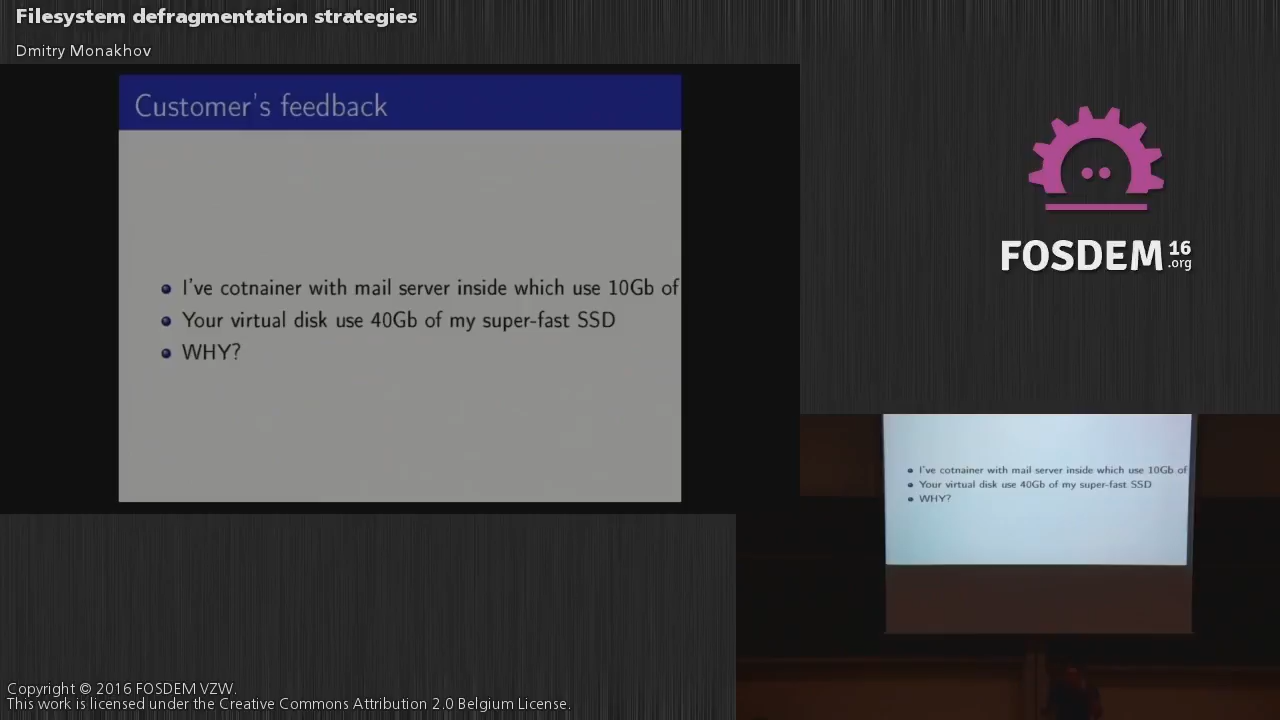 Filesystem defragmentation strategies
Dmitry Monakhov
Customer's feedback
I've cotnainer with mail server inside which use 10Gb of
Your virtual disk use 40Gb of my super-fast SSD
WHY?
FOSDEM 16 .org
I've cotnainer with mail server inside which use 10Gb of
Your virtual disk use 40Gb of my super-fast SSD
WHY?
Copyright © 2016 FOSDEM VZW.
This work is licensed under the Creative Commons Attribution 2.0 Belgium License.